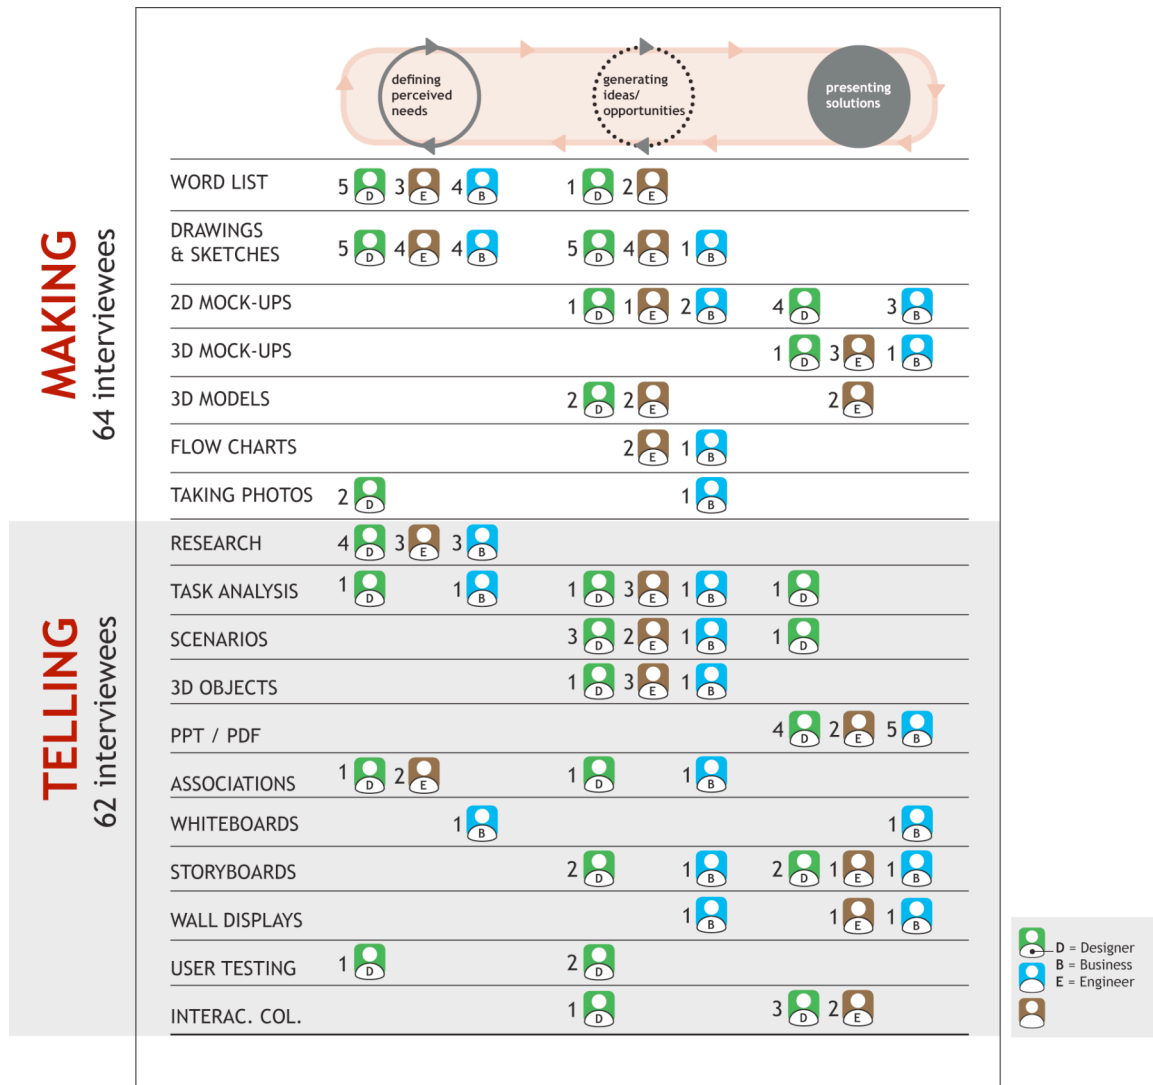 defining
perceived
needs
generating
ideas/
opportunities
presenting
solutions
MAKING
64 interviewees
WORD LIST
5 D 3 E 4 B 1 D 2 E
DRAWINGS
& SKETCHES
5 D 4 E 4 B 5 D 4 E 1 B
2D MOCK-UPS
1 D 1 E 2 B 4 D 3 B
3D MOCK-UPS
1 D 3 E 1 B
3D MODELS
2 D 2 E 2 E
FLOW CHARTS
2 E 1 B
TAKING PHOTOS
2 D 1 B
TELLING
62 interviewees
RESEARCH
4 D 3 E 3 B
TASK ANALYSIS
1 D 1 B 1 D 3 E 1 B 1 D
SCENARIOS
3 D 2 E 1 B 1 D
3D OBJECTS
1 D 3 E 1 B
PPT / PDF
4 D 2 E 5 B
ASSOCIATIONS
1 D 2 E 1 D 1 B
WHITEBOARDS
1 B 1 B
STORYBOARDS
2 D 1 B 2 D 1 E 1 B
WALL DISPLAYS
1 B 1 E 1 B
USER TESTING
1 D 2 D
INTERAC. COL.
1 D 3 D 2 E
D = Designer
B = Business
E = Engineer